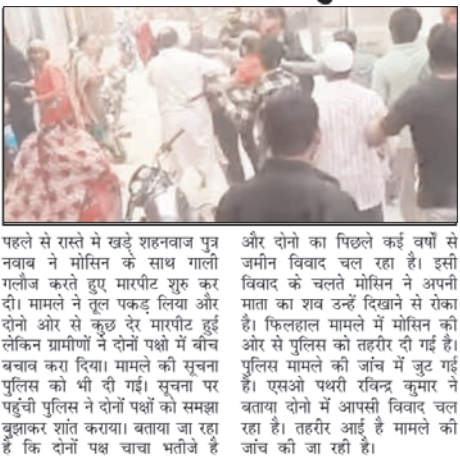 पहले से रास्ते मे खड़े शहनवाज पुत्र
नवाब ने मोसिन के साथ गाली
गलौज करते हुए मारपीट शुरु कर
दी। मामले ने तूल पकड़ लिया और
दोनो ओर से कुछ देर मारपीट हुई
लेकिन ग्रामीणों ने दोनों पक्षो में बीच
बचाव करा दिया। मामले की सूचना
पुलिस को भी दी गई। सूचना पर
पहुंची पुलिस ने दोनों पक्षों को समझा
बुझाकर शांत कराया। बताया जा रहा
है कि दोनों पक्ष चाचा भतीजे है
और दोनो का पिछले कई वर्षों से
जमीन विवाद चल रहा है। इसी
विवाद के चलते मोसिन ने अपनी
माता का शव उन्हें दिखाने से रोका
है। फिलहाल मामले में मोसिन की
ओर से पुलिस को तहरीर दी गई है।
पुलिस मामले की जांच में जुट गई
है। एसओ पथरी रविन्द्र कुमार ने
बताया दोनो में आपसी विवाद चल
रहा है। तहरीर आई है मामले की
जांच की जा रही है।